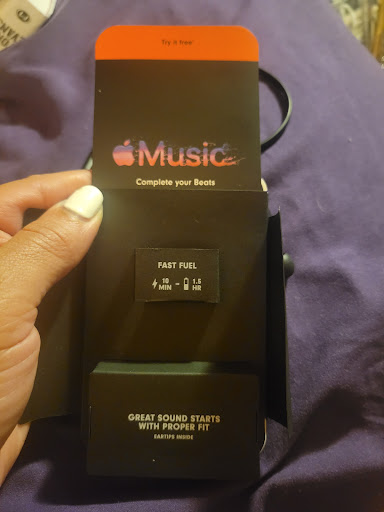 Try it free
Music
Complete your Beats
FAST FUEL
10 MIN = 1.5 HR
GREAT SOUND STARTS
WITH PROPER FIT
EARTIPS INSIDE